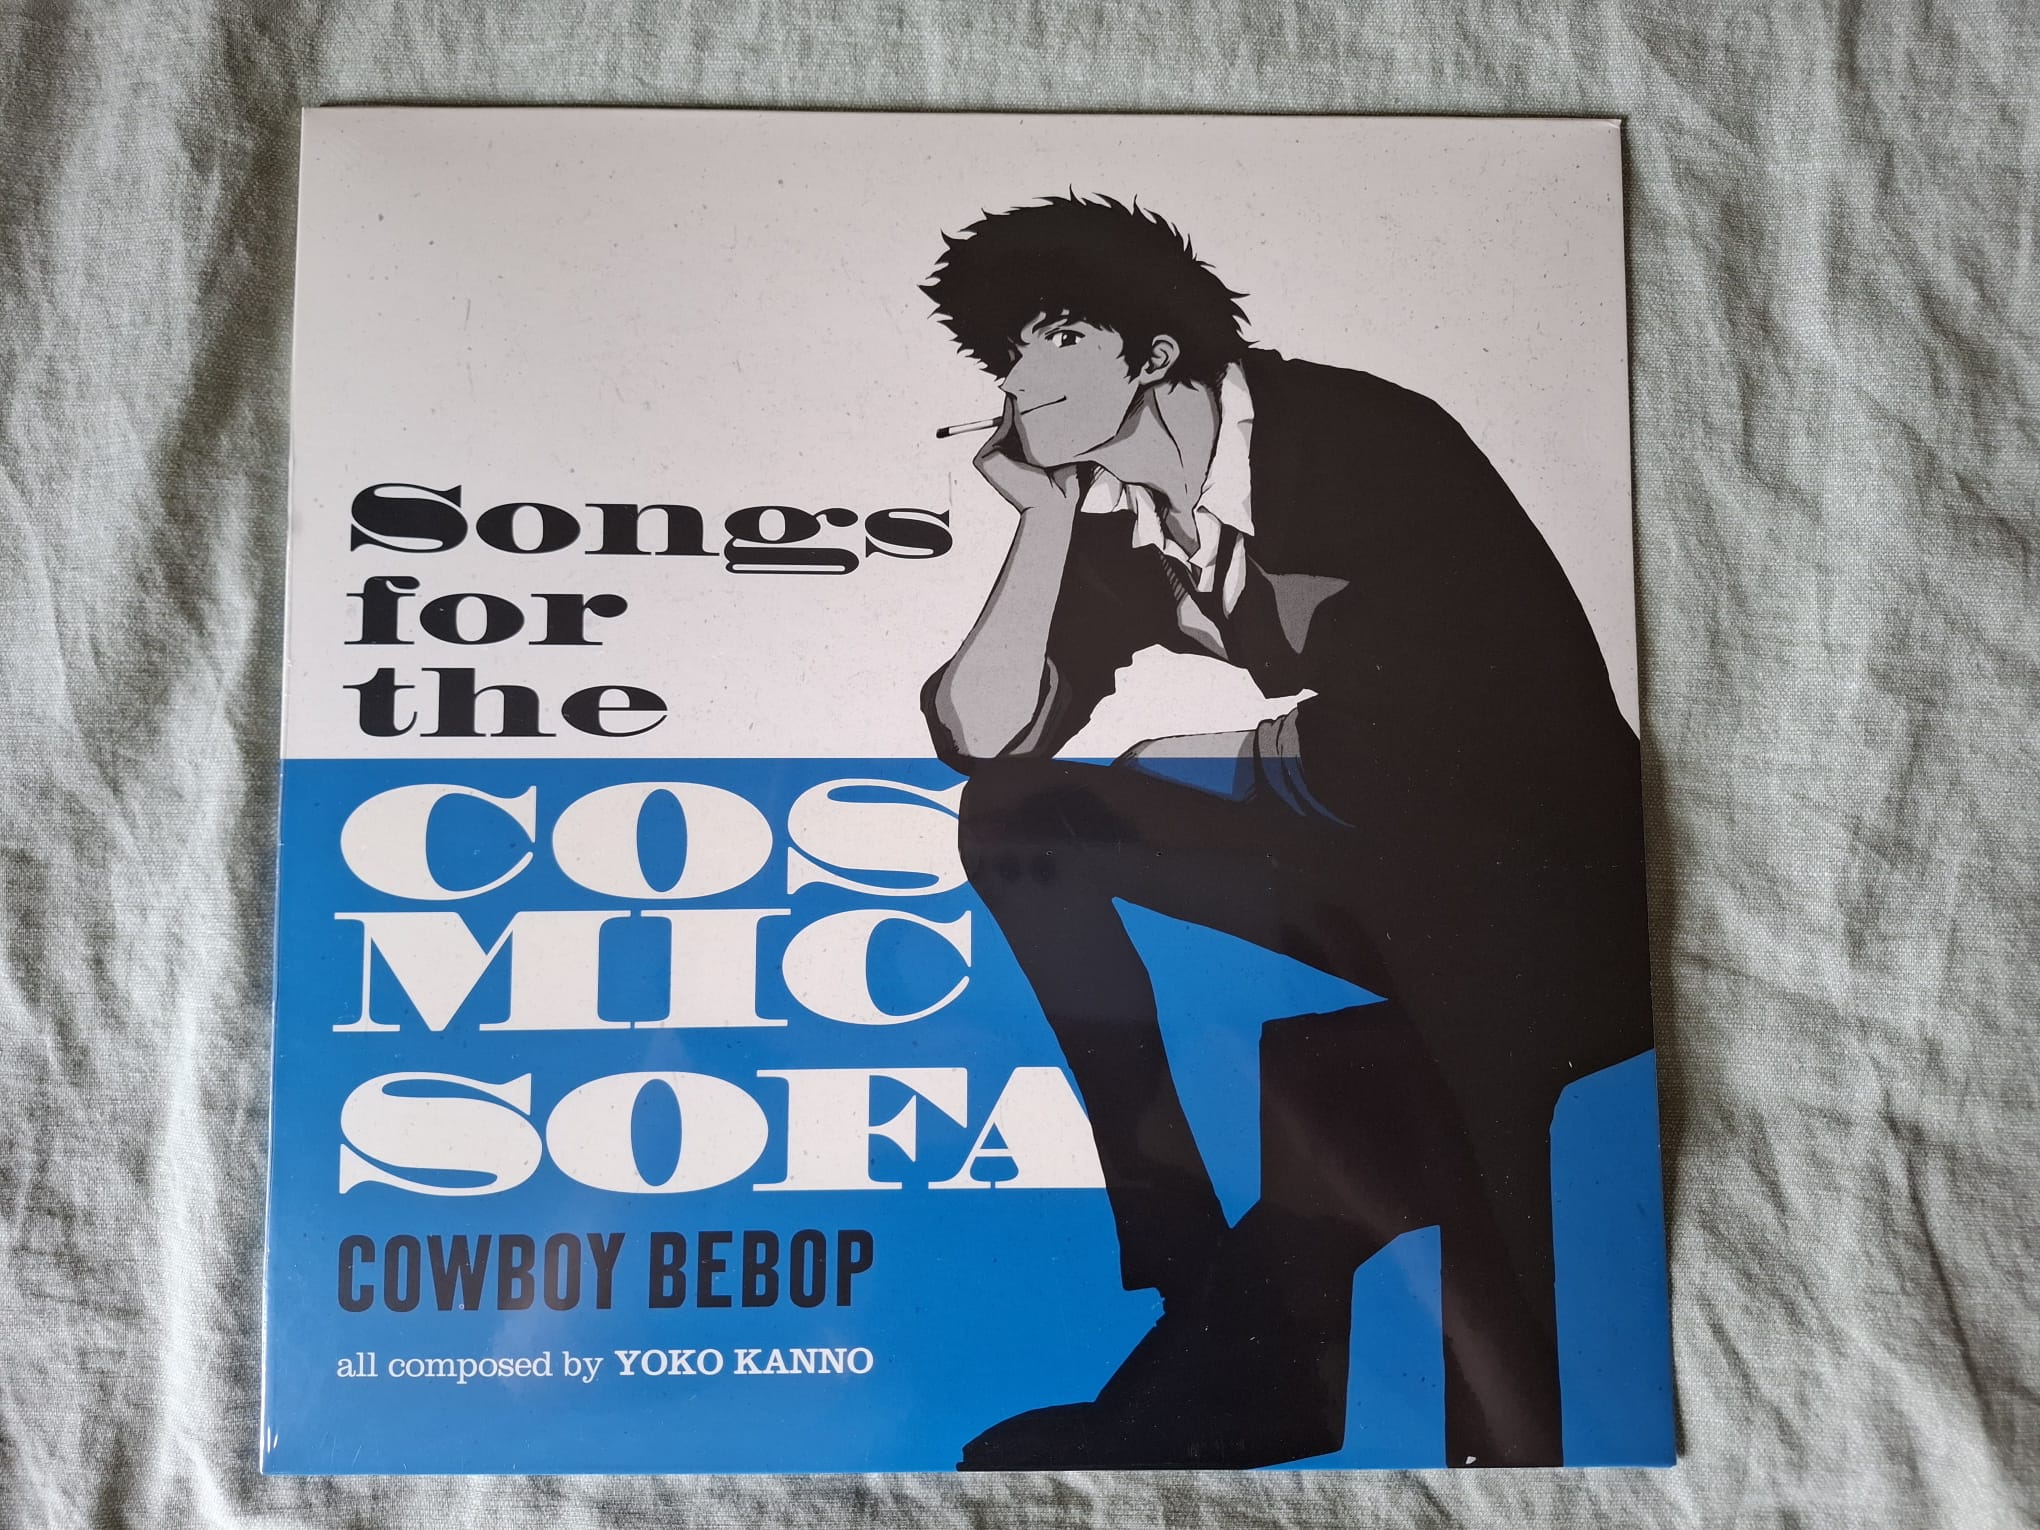 Songs
for
the
COS
MIC
SOFA
COWBOY BEBOP
all composed by YOKO KANNO